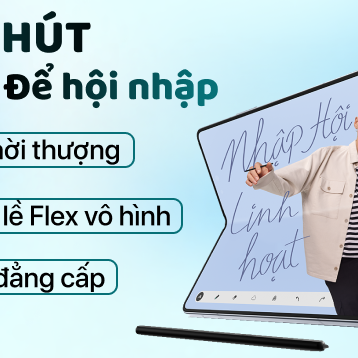 HÚT
Để hội nhập
hời thượng
lề Flex vô hình
đẳng cấp
Nhập Hội
Linh
hoạt